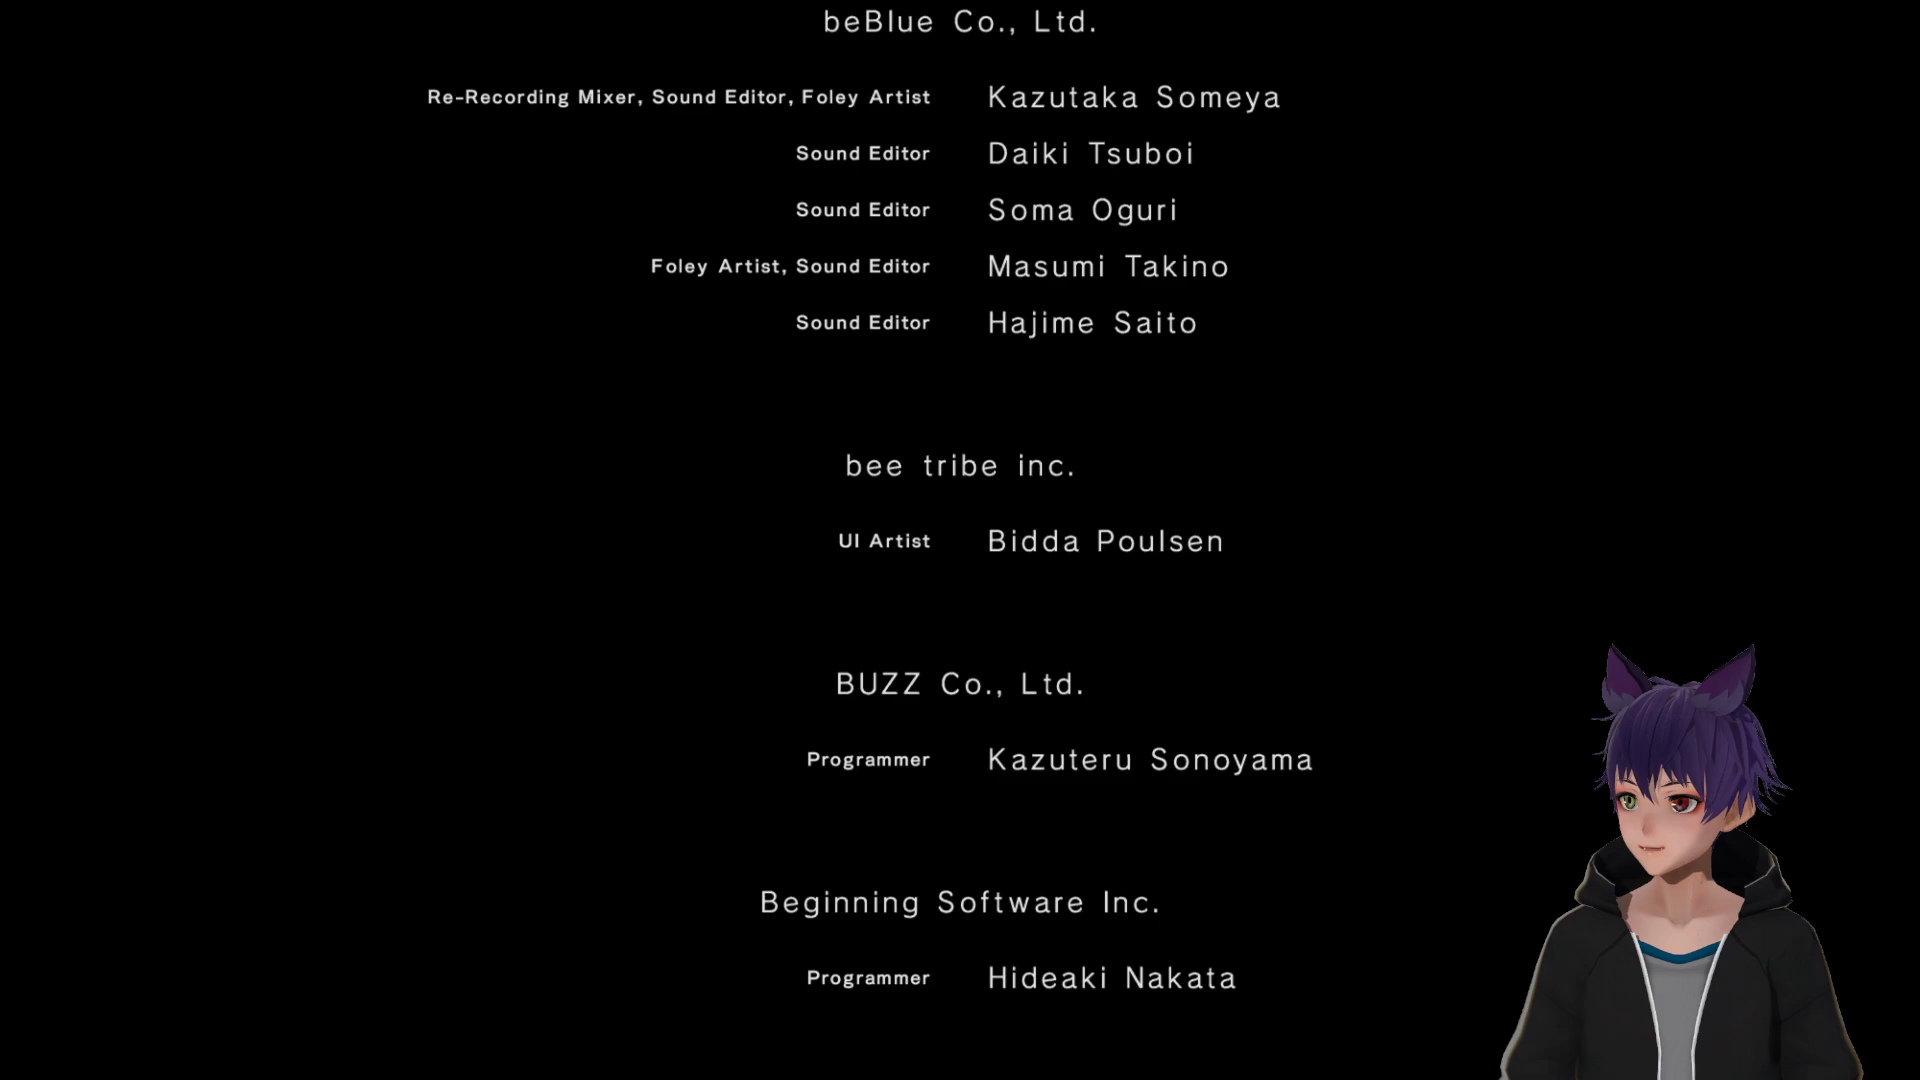 beBlue Co., Ltd.
Re-Recording Mixer, Sound Editor, Foley Artist Kazutaka Someya
Sound Editor Daiki Tsuboi
Sound Editor Soma Oguri
Foley Artist, Sound Editor Masumi Takino
Sound Editor Hajime Saito
bee tribe inc.
UI Artist Bidda Poulsen
BUZZ Co., Ltd.
Programmer Kazuteru Sonoyama
Beginning Software Inc.
Programmer Hideaki Nakata